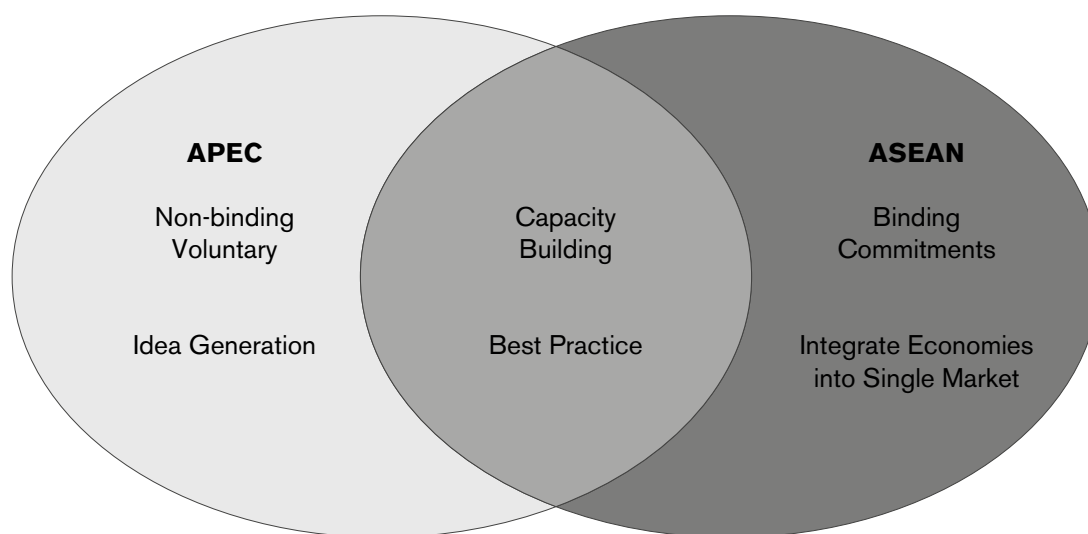 APEC
Non-binding
Voluntary
Idea Generation
Capacity
Building
Best Practice
ASEAN
Binding
Commitments
Integrate Economies
into Single Market